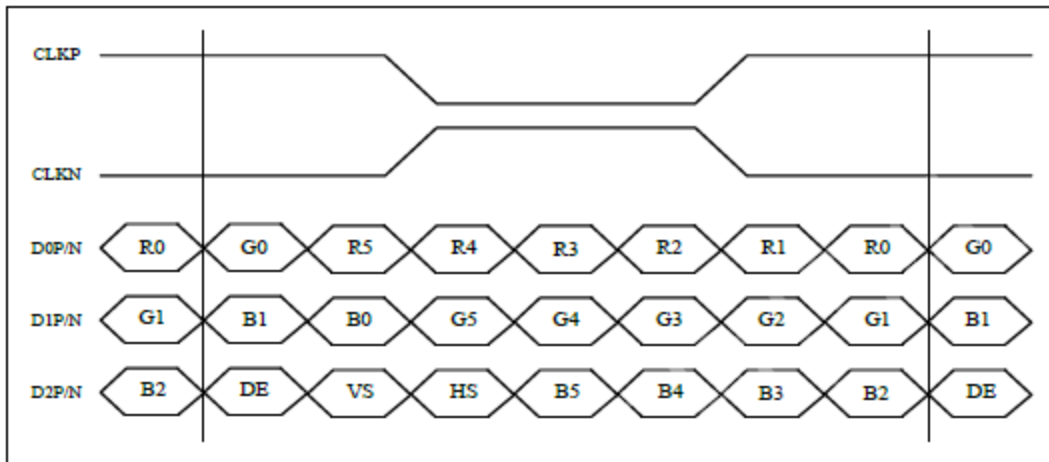 CLKP
CLKN
D0P/N R0 G0 R5 R4 R3 R2 R1 R0 G0
D1P/N G1 B1 B0 G5 G4 G3 G2 G1 B1
D2P/N B2 DE VS HS B5 B4 B3 B2 DE